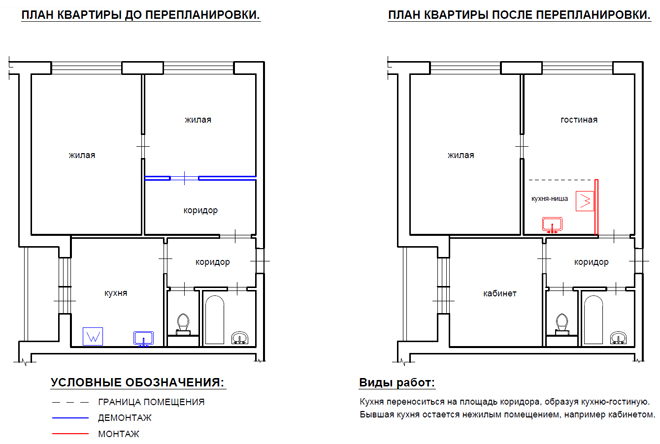 ПЛАН КВАРТИРЫ ДО ПЕРЕПЛАНИРОВКИ.
ПЛАН КВАРТИРЫ ПОСЛЕ ПЕРЕПЛАНИРОВКИ.
жилая
жилая
коридор
коридор
кухня
W
гостиная
жилая
кухня-ниша
W
коридор
кабинет
УСЛОВНЫЕ ОБОЗНАЧЕНИЯ:
ГРАНИЦА ПОМЕЩЕНИЯ
ДЕМОНТАЖ
МОНТАЖ
Виды работ:
Кухня переноситься на площадь коридора, образуя кухню-гостиную.
Бывшая кухня остается нежилым помещением, например кабинетом.